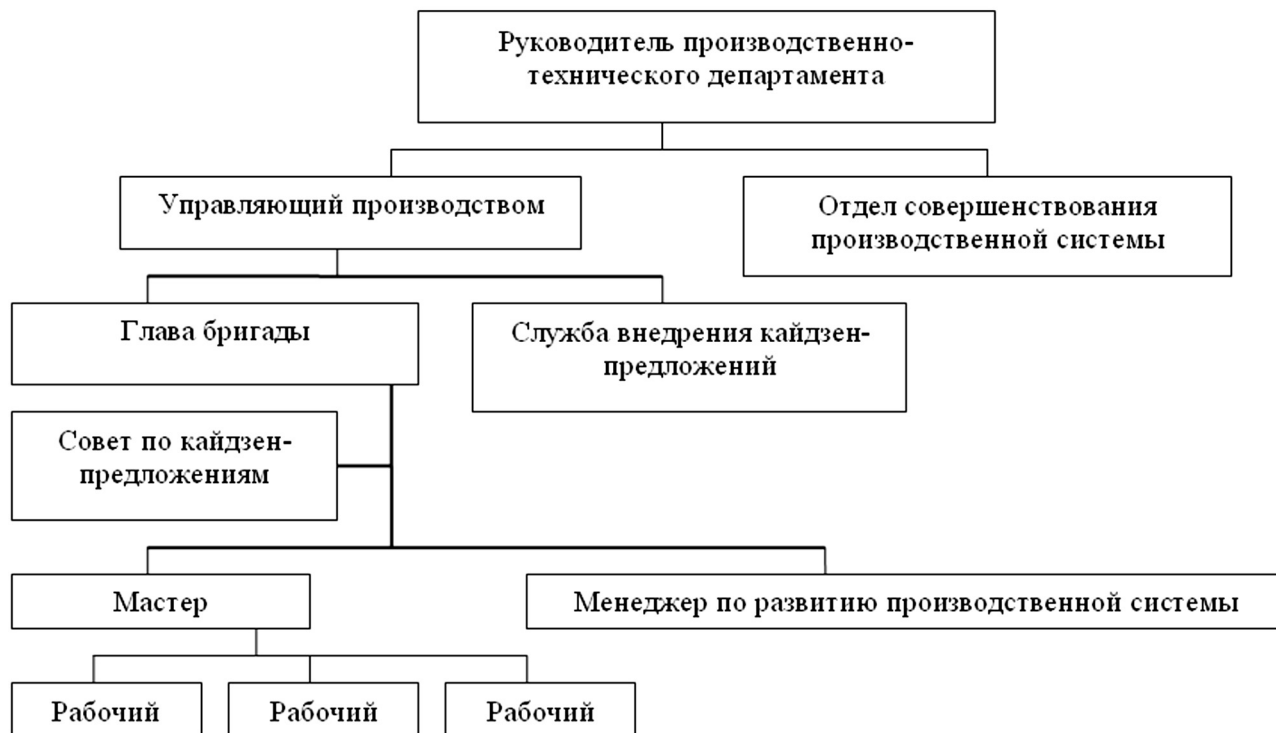 Руководитель производственно-
технического департамента
Управляющий производством
Отдел совершенствования
производственной системы
Глава бригады
Служба внедрения кайдзен-
предложений
Совет по кайдзен-
предложениям
Мастер
Менеджер по развитию производственной системы
Рабочий
Рабочий
Рабочий